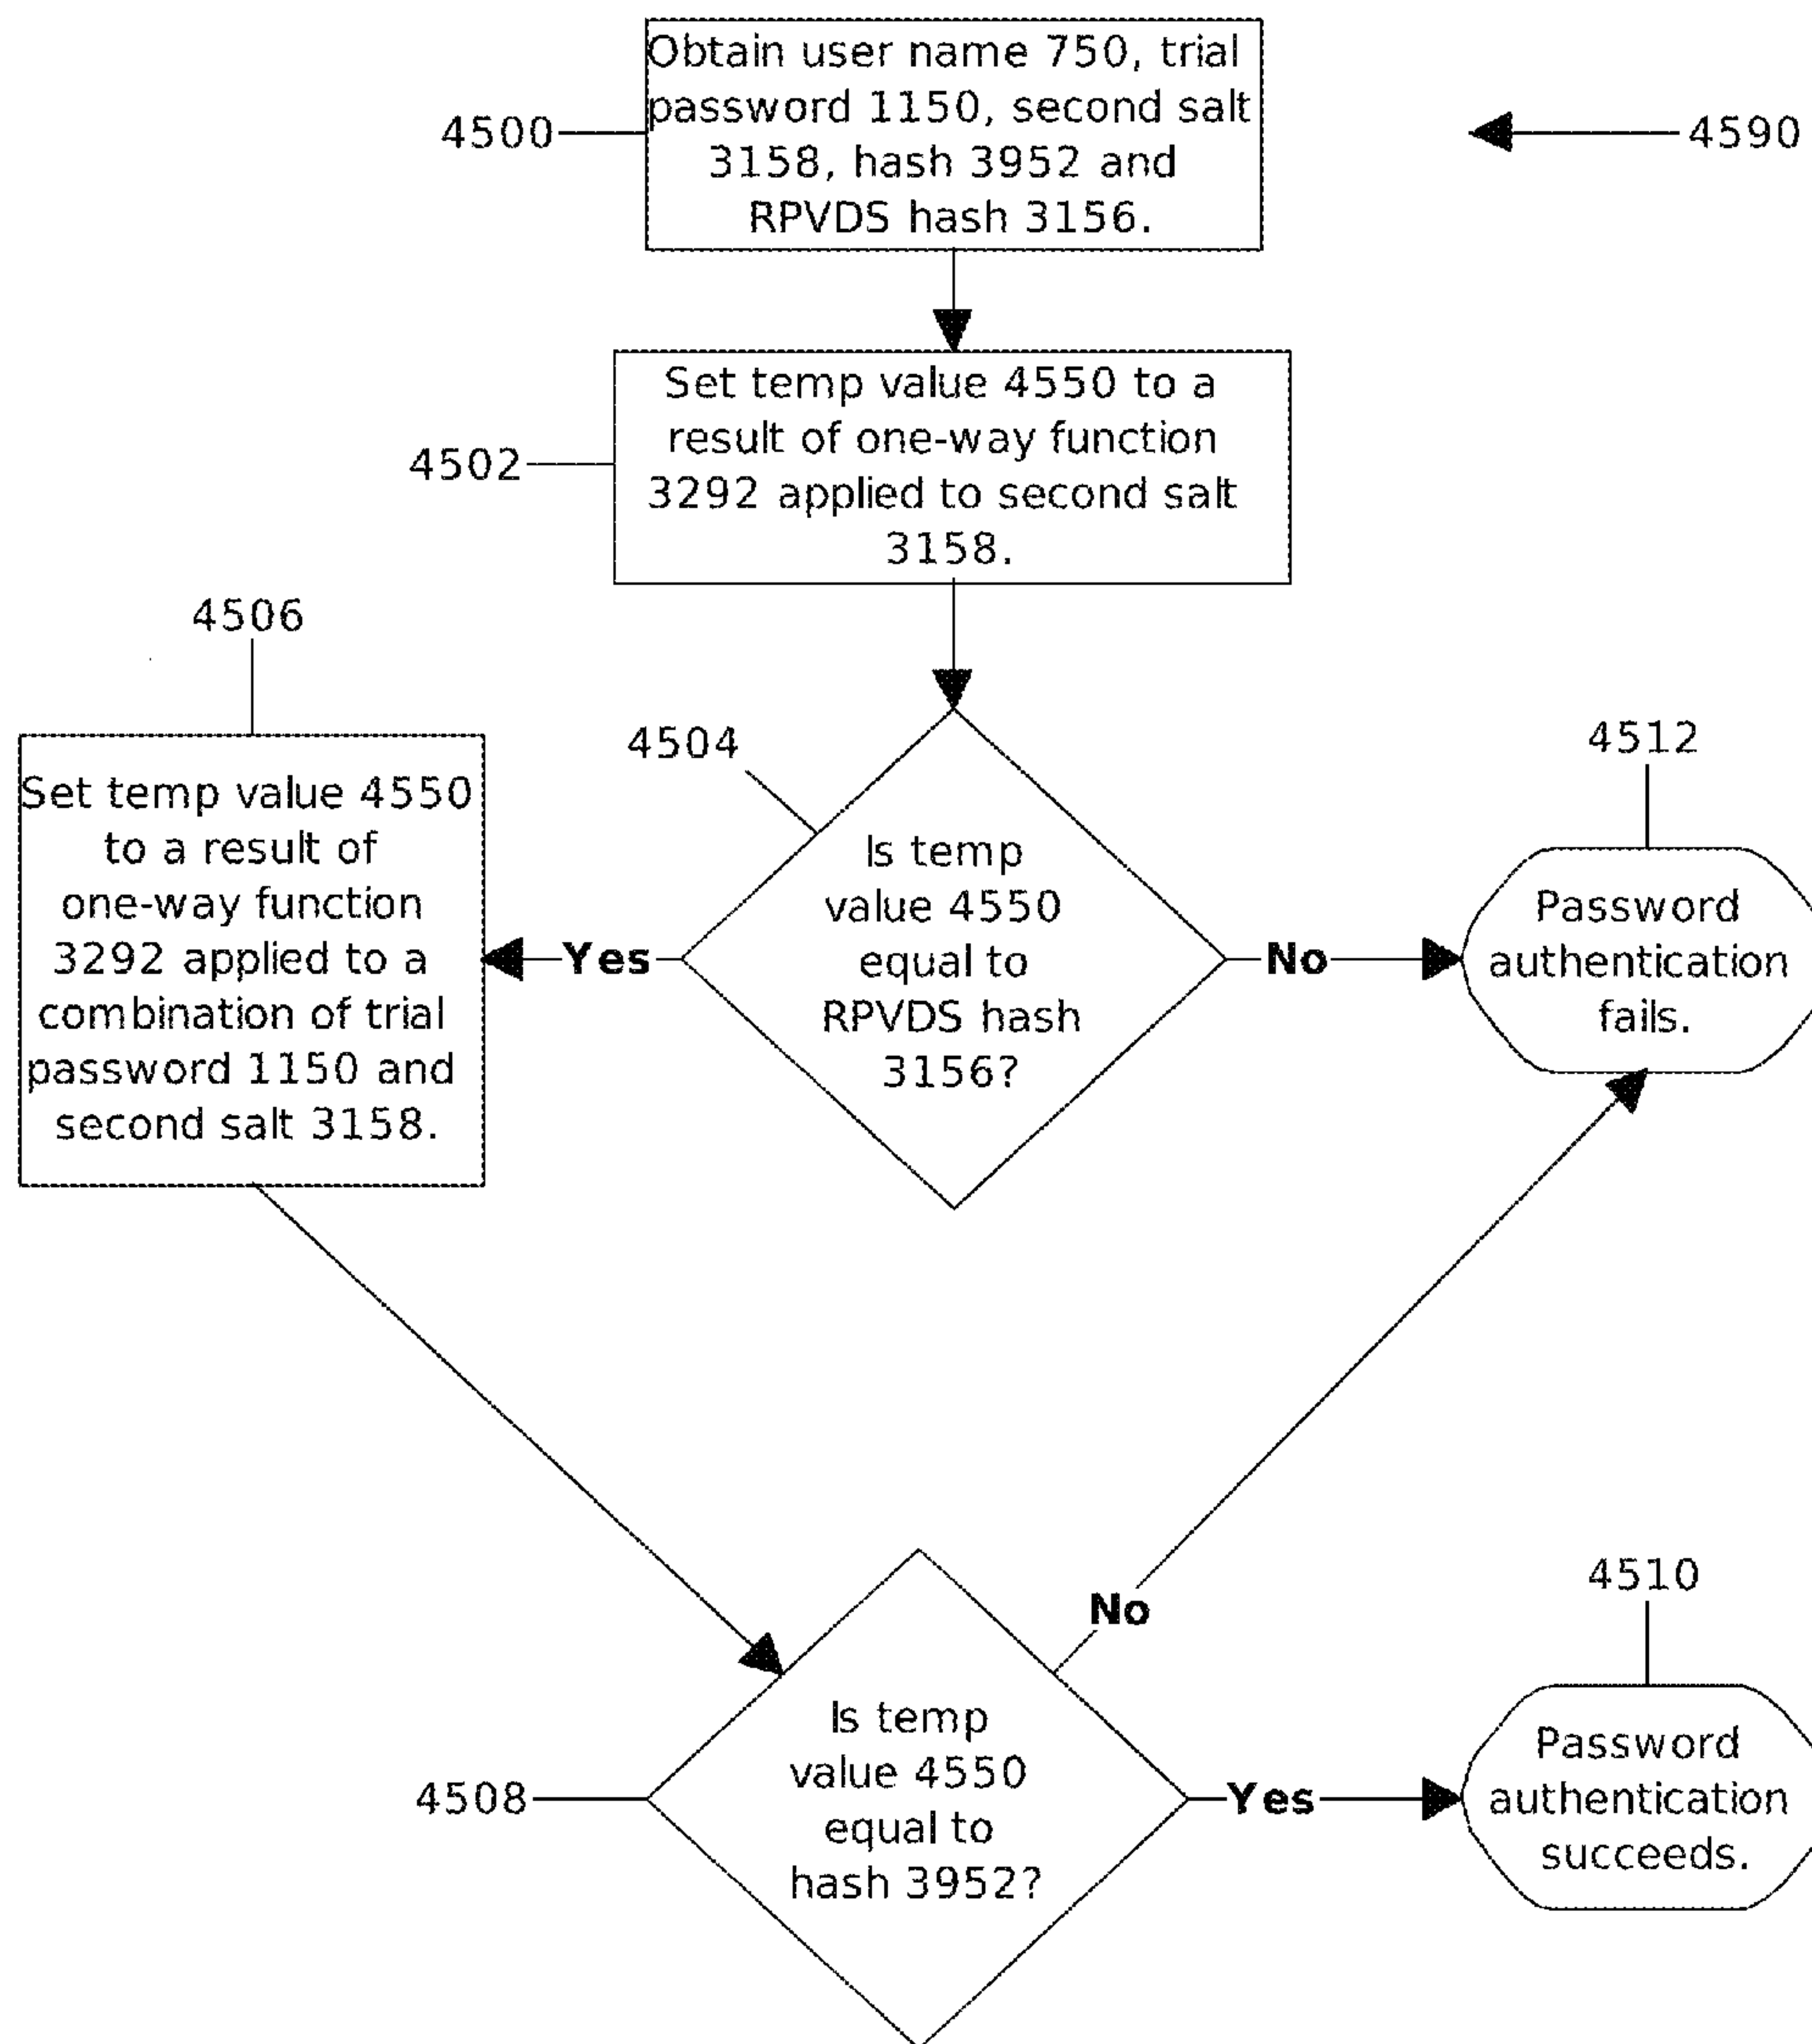 Obtain user name 750, trial
password 1150, second salt
3158, hash 3952 and
RPVDS hash 3156.
4500
4590
Set temp value 4550 to a
result of one-way function
3292 applied to second salt
3158.
4502
4506
Set temp value 4550
to a result of
one-way function
3292 applied to a
combination of trial
password 1150 and
second salt 3158.
4504
Is temp
value 4550
equal to
RPVDS hash
3156?
Yes
No
4512
Password
authentication
fails.
4508
Is temp
value 4550
equal to
hash 3952?
No
Yes
4510
Password
authentication
succeeds.